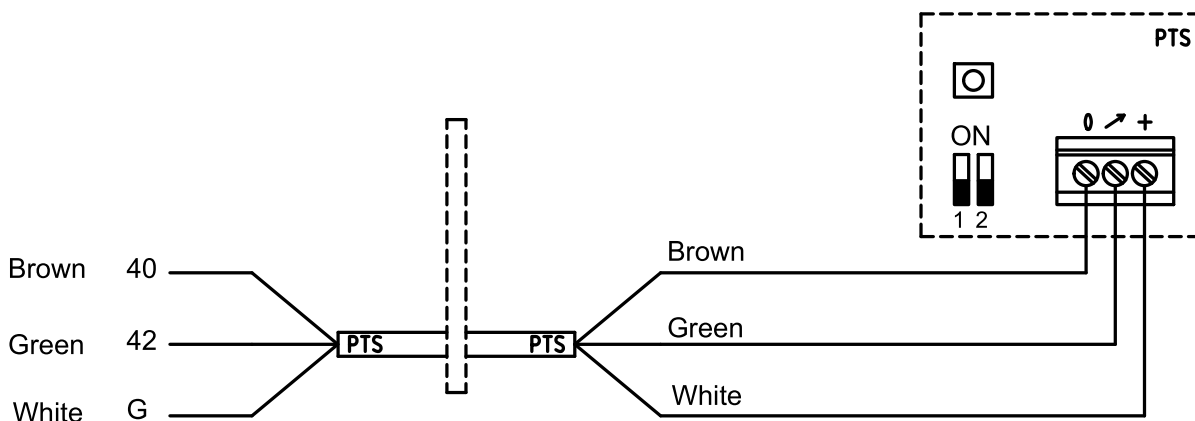 PTS
0 +
ON
1 2
Brown 40
Brown
Green 42
PTS
PTS
Green
White G
White